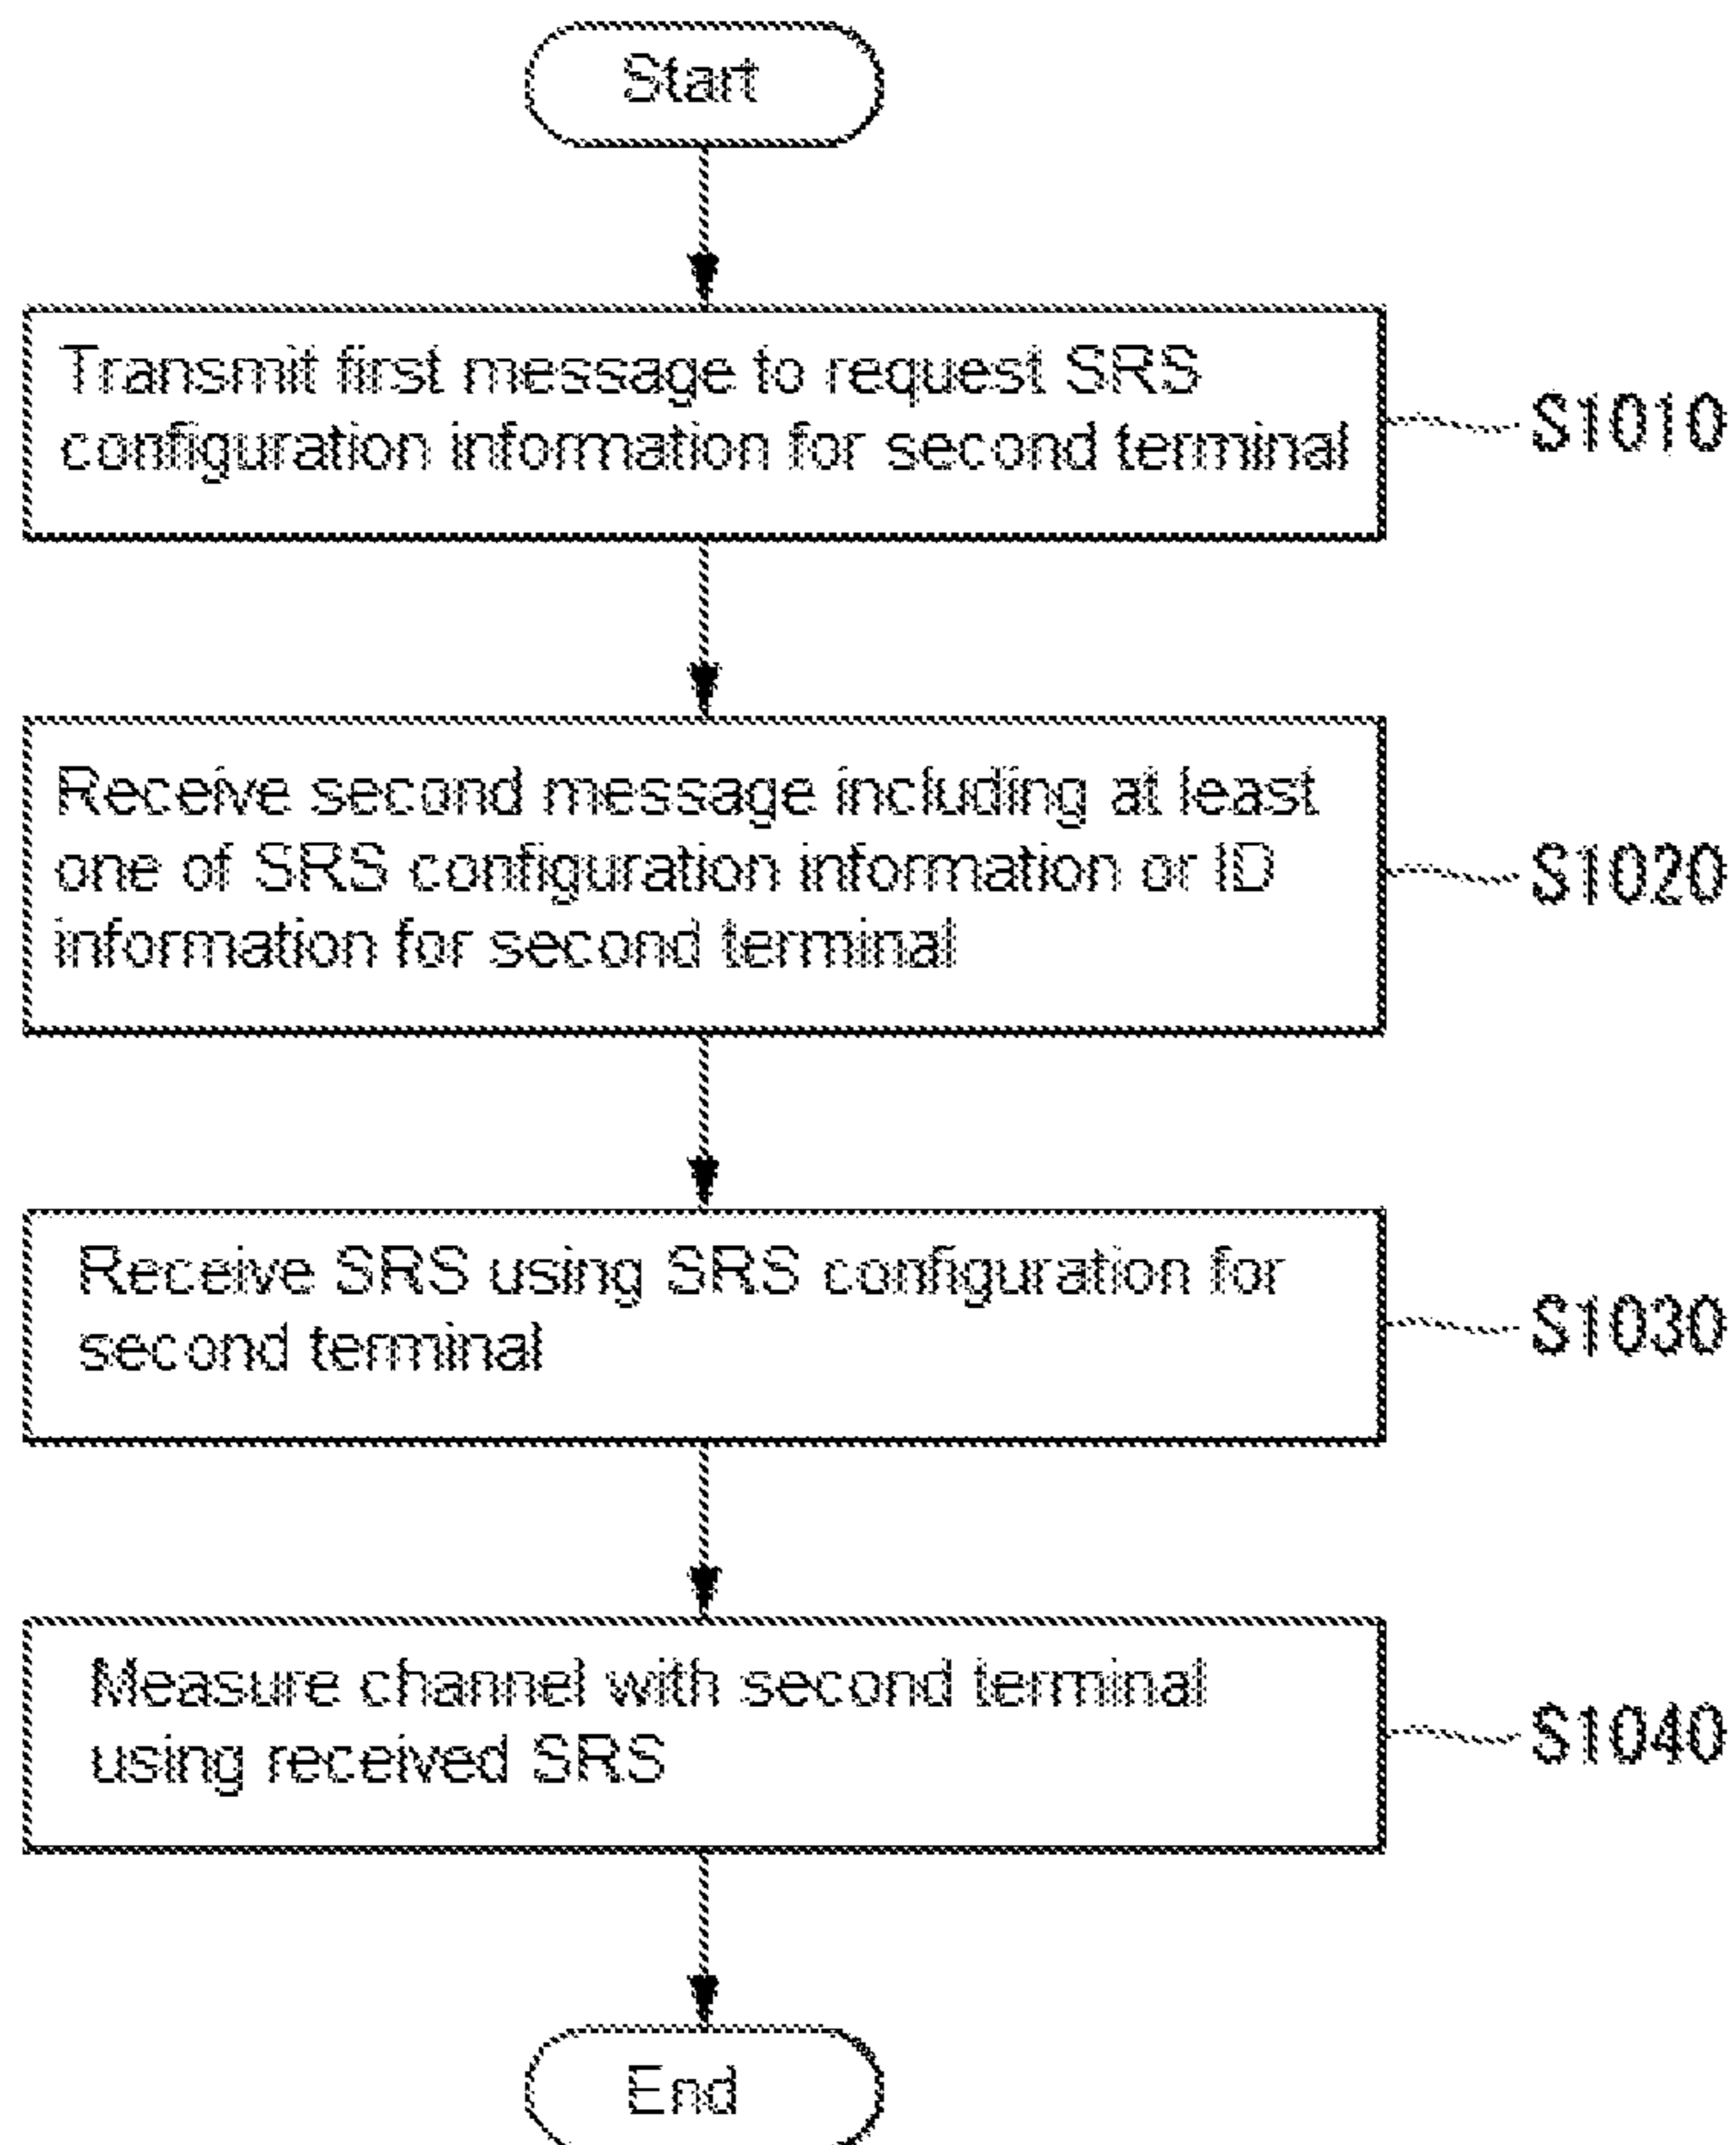 Start
Transmit first message to request SRS
configuration information for second terminal
S1010
Receive second message including at least
one of SRS configuration information or ID
information for second terminal
S1020
Receive SRS using SRS configuration for
second terminal
S1030
Measure channel with second terminal
using received SRS
S1040
End